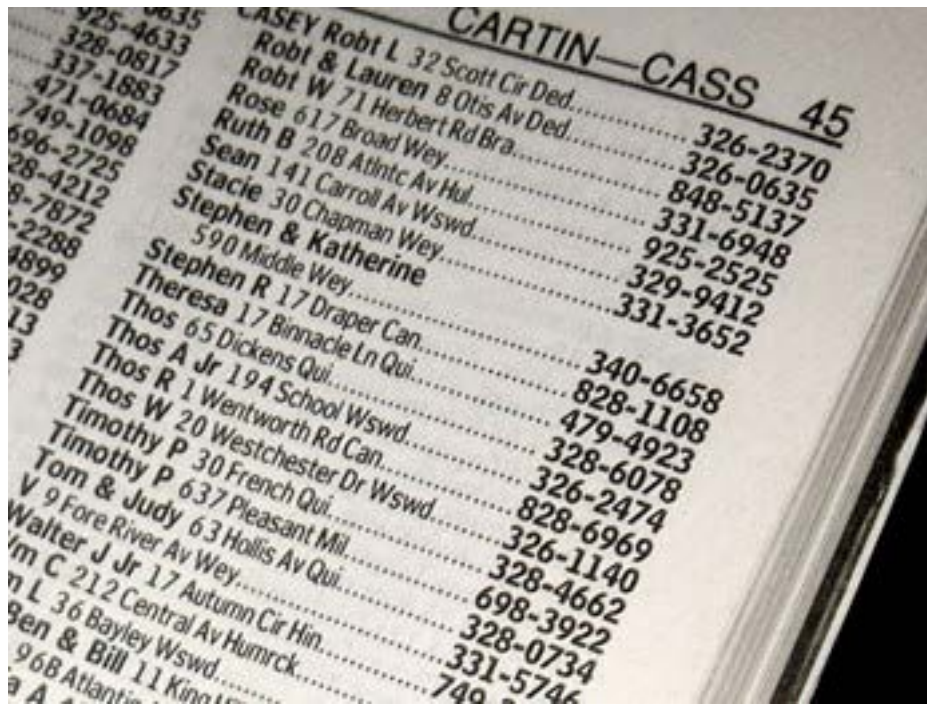 925-4633
328-0817
337-1883
471-0684
749-1098
696-2725
28-4212
8-7872
-2288
4899
028
13
3
CARTIN—CASS 45
CASEY Robt L 32 Scott Cir Ded 326-2370
Robt & Lauren 8 Otis Av Ded 326-0635
Robt W 71 Herbert Rd Bra 848-5137
Rose 617 Broad Wey 331-6948
Ruth B 208 Atlntc Av Hul 925-2525
Sean 141 Carroll Av Wswd 329-9412
Stacie 30 Chapman Wey 331-3652
Stephen & Katherine
590 Middle Wey 340-6658
Stephen R 17 Draper Can 828-1108
Theresa 17 Binnacle Ln Qui 479-4923
Thos 65 Dickens Qui 328-6078
Thos A Jr 194 School Wswd 326-2474
Thos R 1 Wentworth Rd Can 828-6969
Thos W 20 Westchester Dr Wswd 326-1140
Timothy P 30 French Qui 328-4662
Timothy P 637 Pleasant Mil 698-3922
Tom & Judy 63 Hollis Av Qui 328-0734
V 9 Fore River Av Wey 331-5746
Walter J Jr 17 Autumn Cir Hin 749-
C 212 Central Av Humrck
L 36 Bayley Wswd
Ben & Bill 11 King
96B Atlantic